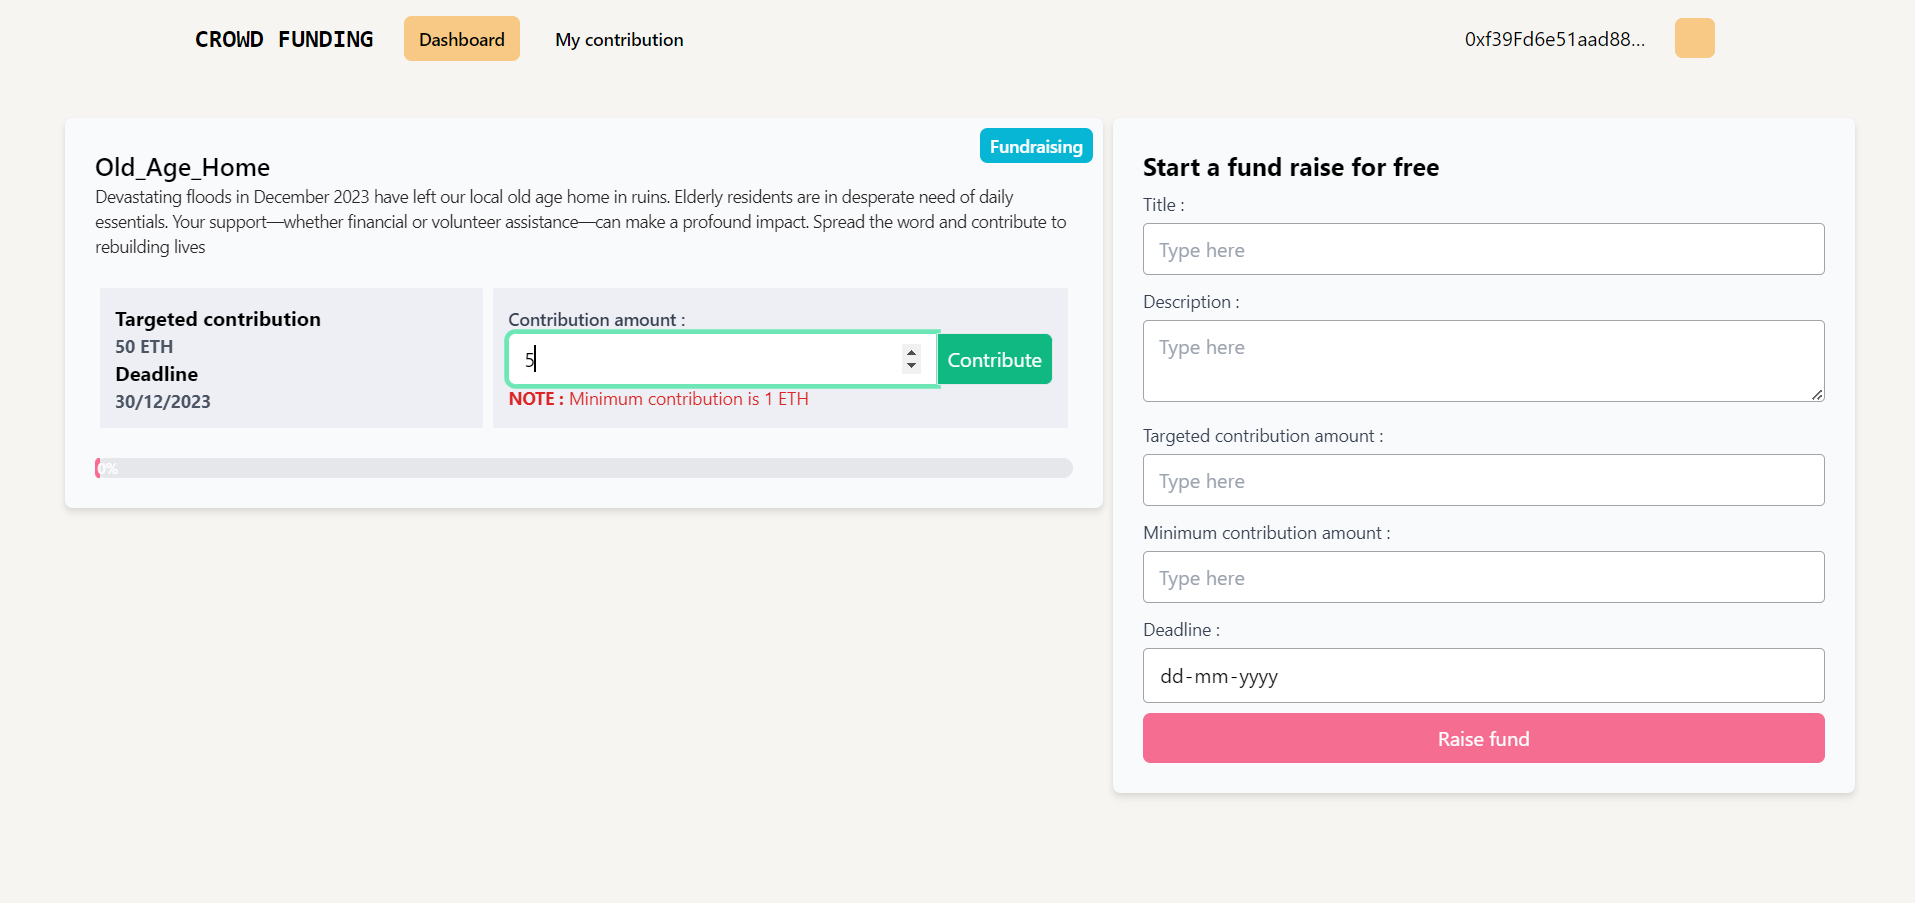 CROWD FUNDING
Dashboard
My contribution
0xf39Fd6e51aad88...
Fundraising
Old_Age_Home
Devastating floods in December 2023 have left our local old age home in ruins. Elderly residents are in desperate need of daily
essentials. Your support—whether financial or volunteer assistance—can make a profound impact. Spread the word and contribute to
rebuilding lives
Targeted contribution
50 ETH
Deadline
30/12/2023
Contribution amount :
5
Contribute
NOTE : Minimum contribution is 1 ETH
0%
Start a fund raise for free
Title :
Type here
Description :
Type here
Targeted contribution amount :
Type here
Minimum contribution amount :
Type here
Deadline :
dd-mm-yyyy
Raise fund